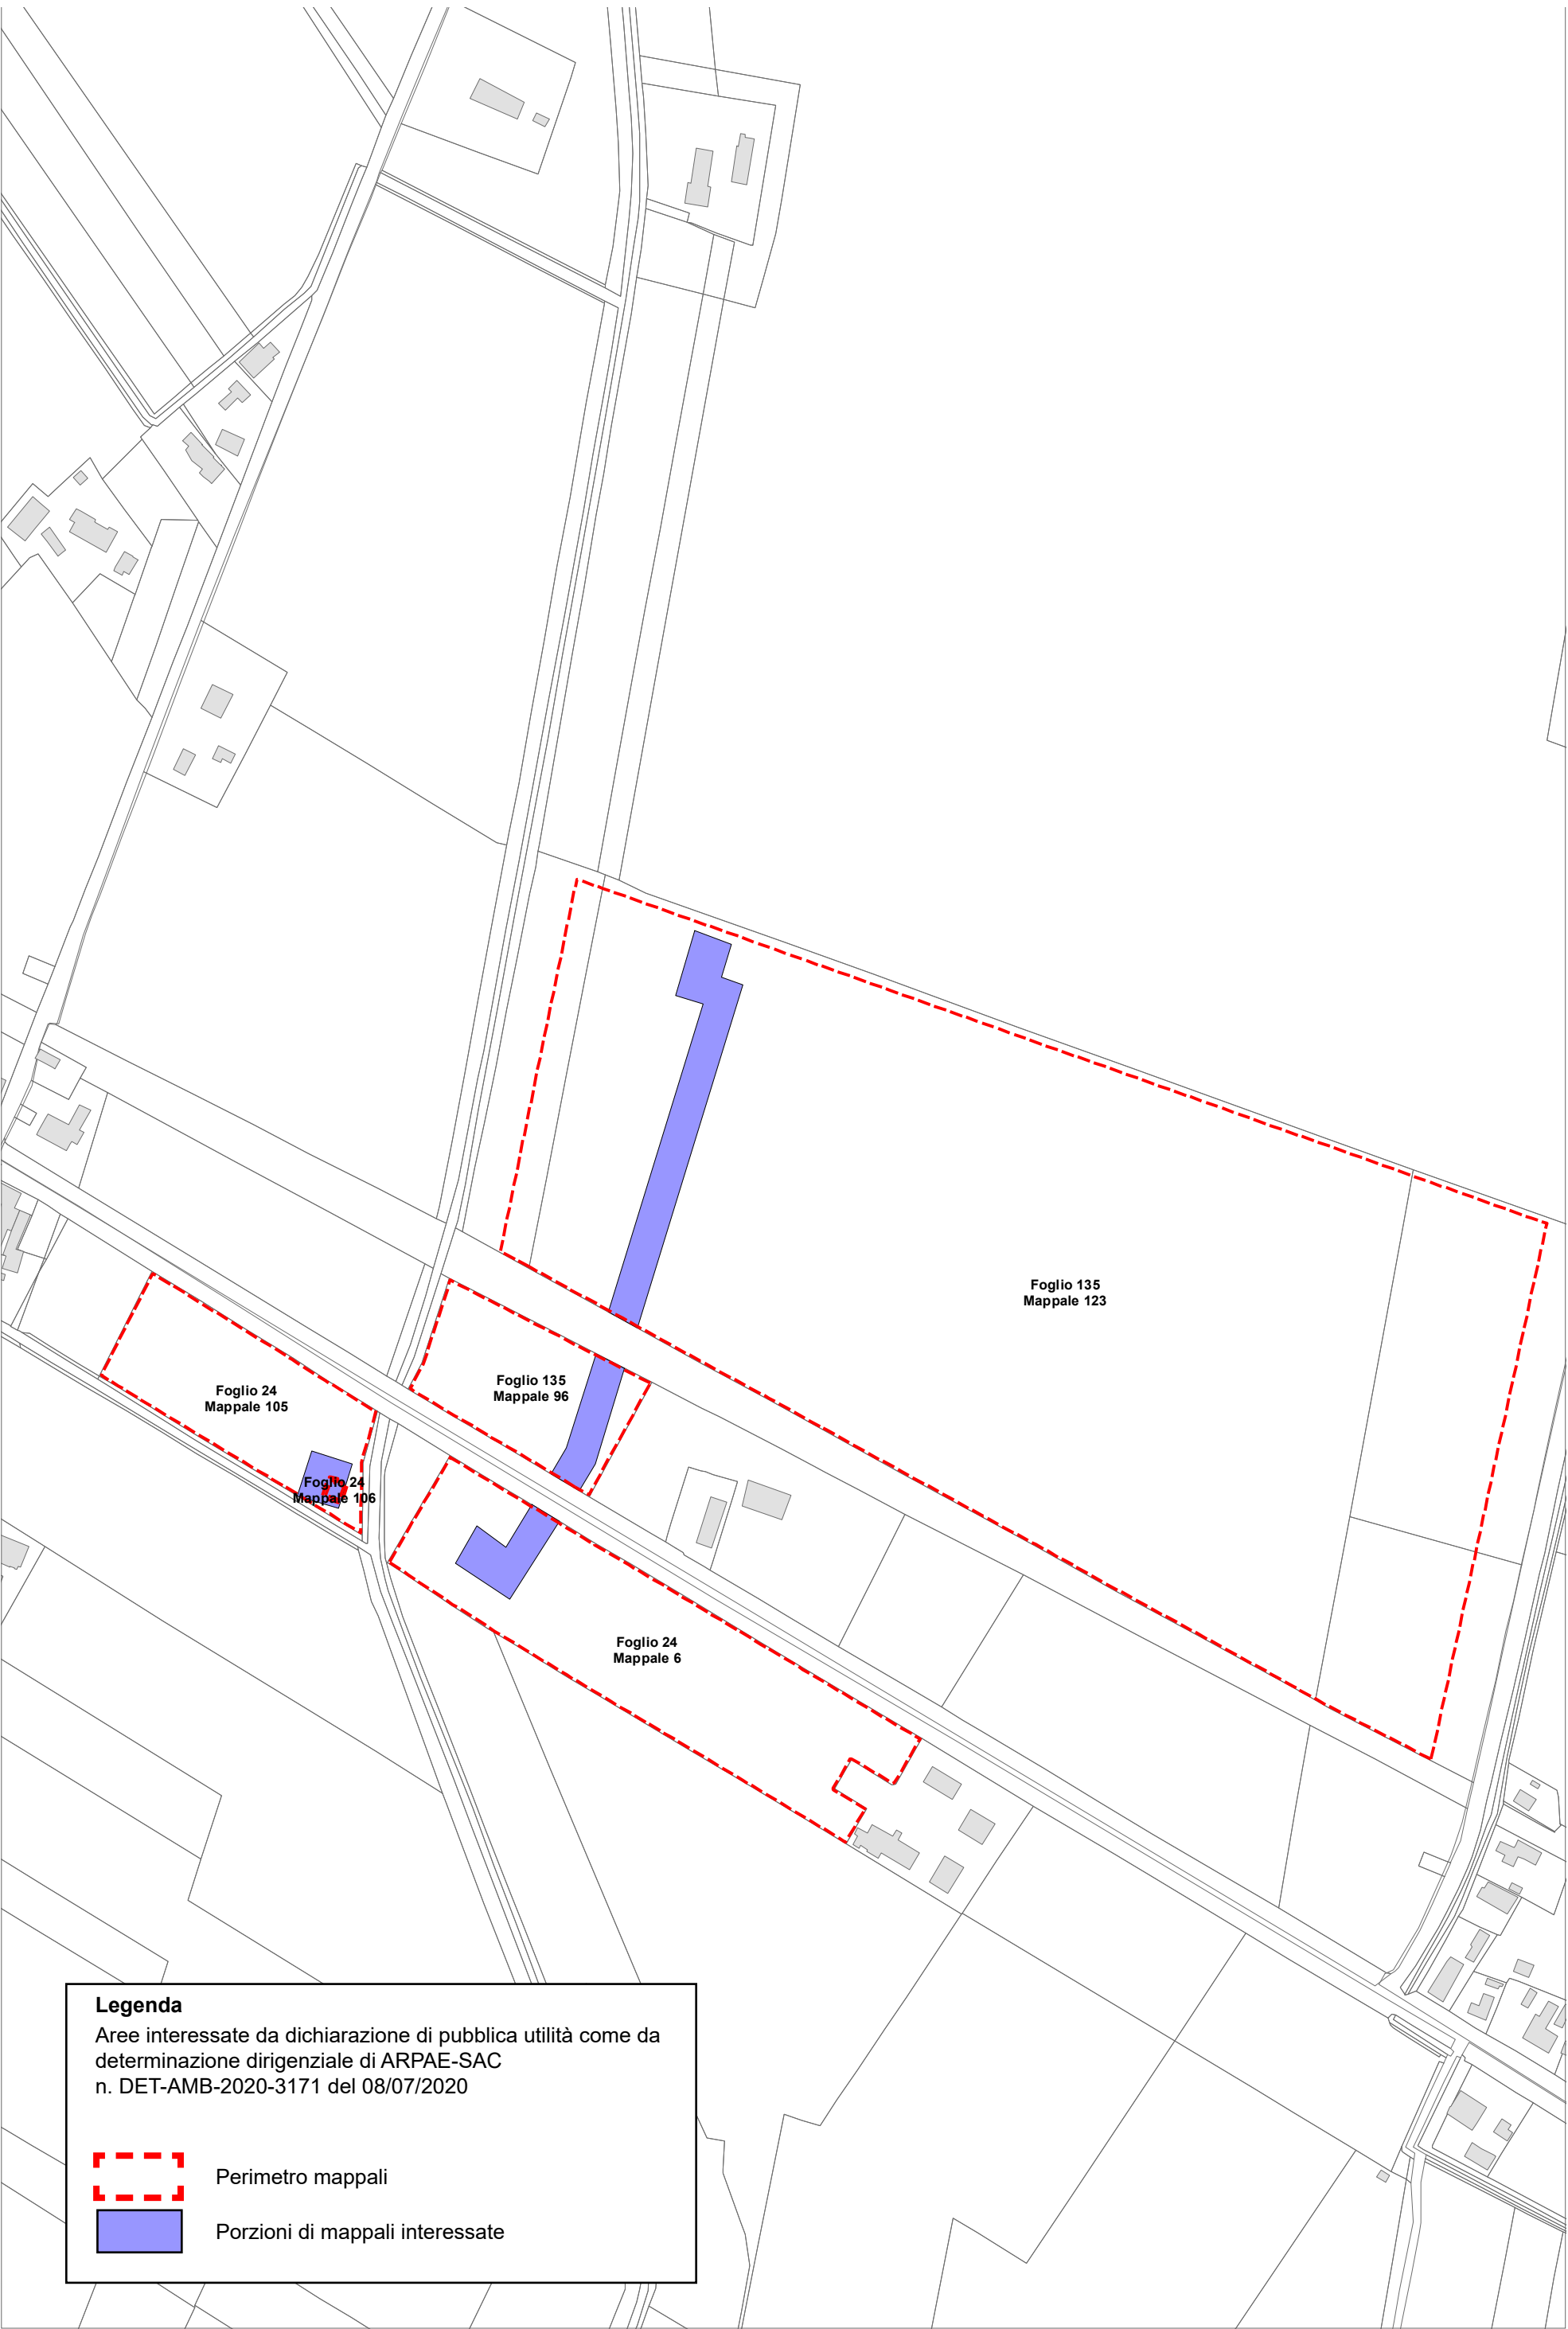 Foglio 135
Mappale 123
Foglio 135
Mappale 96
Foglio 24
Mappale 105
Foglio 24
Mappale 106
Foglio 24
Mappale 6
Legenda
Aree interessate da dichiarazione di pubblica utilità come da
determinazione dirigenziale di ARPAE-SAC
n. DET-AMB-2020-3171 del 08/07/2020
Perimetro mappali
Porzioni di mappali interessate